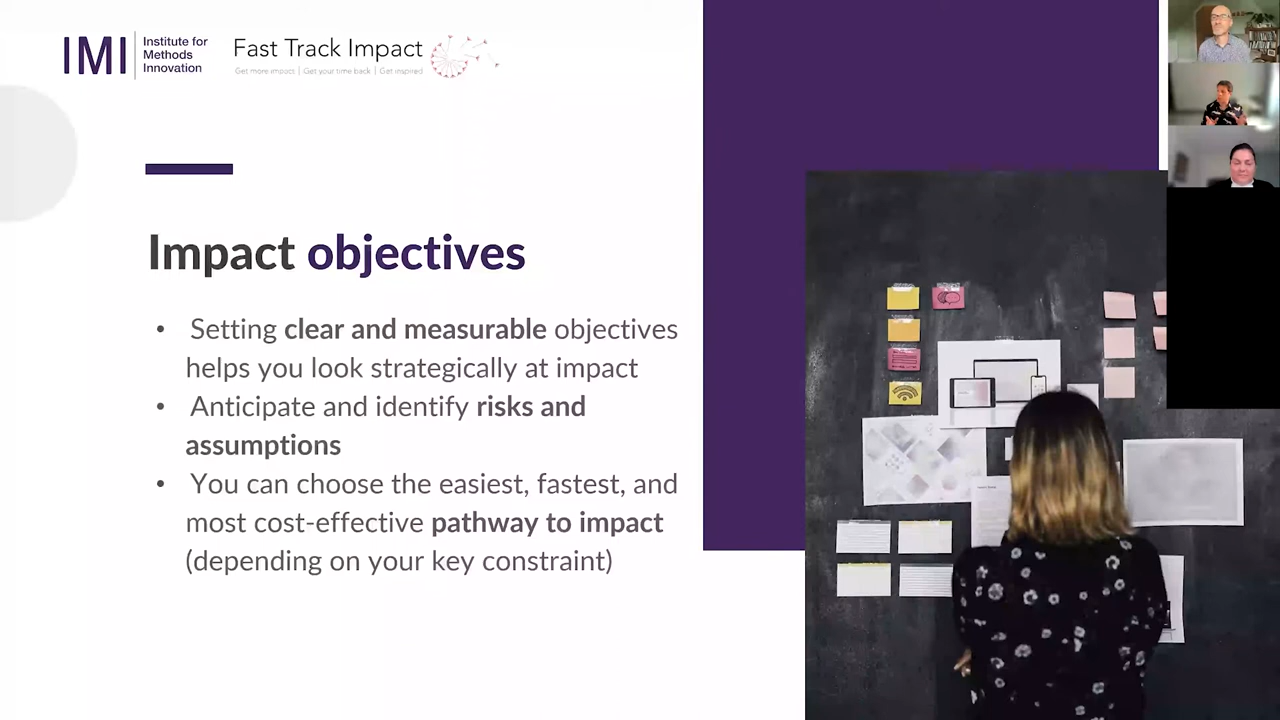 IMI
Institute for
Methods
Innovation
Fast Track Impact
Get more impact | Get your time back | Get inspired
Impact objectives
• Setting clear and measurable objectives
helps you look strategically at impact
• Anticipate and identify risks and
assumptions
• You can choose the easiest, fastest, and
most cost-effective pathway to impact
(depending on your key constraint)